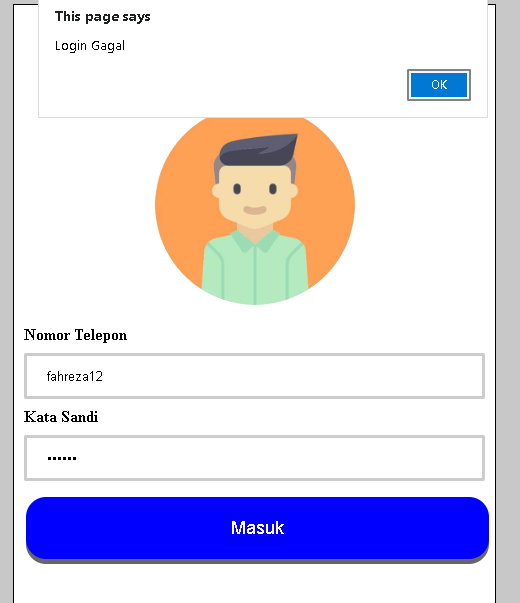 This page says
Login Gagal
OK
Nomor Telepon
fahreza12
Kata Sandi
••••••
Masuk